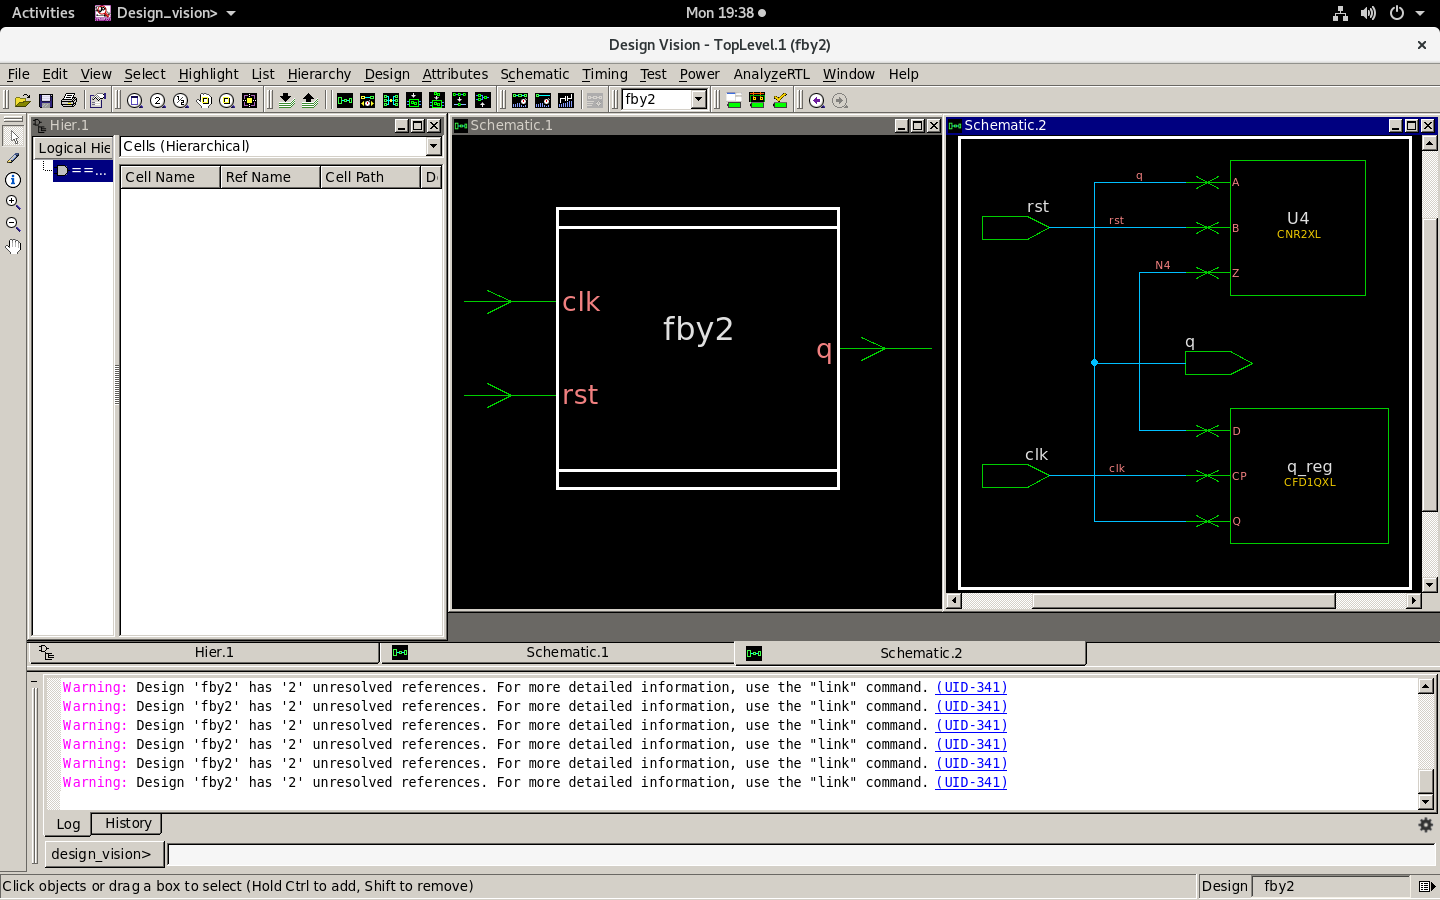 Activities Design_vision> Mon 19:38
Design Vision - TopLevel.1 (fby2)
File Edit View Select Highlight List Hierarchy Design Attributes Schematic Timing Test Power AnalyzeRTL Window Help
fby2
Hier.1
Logical Hie
==...
Cells (Hierarchical)
Cell Name Ref Name Cell Path D
Schematic.1
clk
fby2
q
rst
Schematic.2
q
A
rst
U4
rst
B
CNR2XL
N4
Z
q
D
clk
q_reg
clk
CP
CFD1QXL
Q
Hier.1 Schematic.1 Schematic.2
Warning: Design 'fby2' has '2' unresolved references. For more detailed information, use the "link" command. (UID-341)
Warning: Design 'fby2' has '2' unresolved references. For more detailed information, use the "link" command. (UID-341)
Warning: Design 'fby2' has '2' unresolved references. For more detailed information, use the "link" command. (UID-341)
Warning: Design 'fby2' has '2' unresolved references. For more detailed information, use the "link" command. (UID-341)
Warning: Design 'fby2' has '2' unresolved references. For more detailed information, use the "link" command. (UID-341)
Warning: Design 'fby2' has '2' unresolved references. For more detailed information, use the "link" command. (UID-341)
Log History
design_vision>
Click objects or drag a box to select (Hold Ctrl to add, Shift to remove) Design fby2